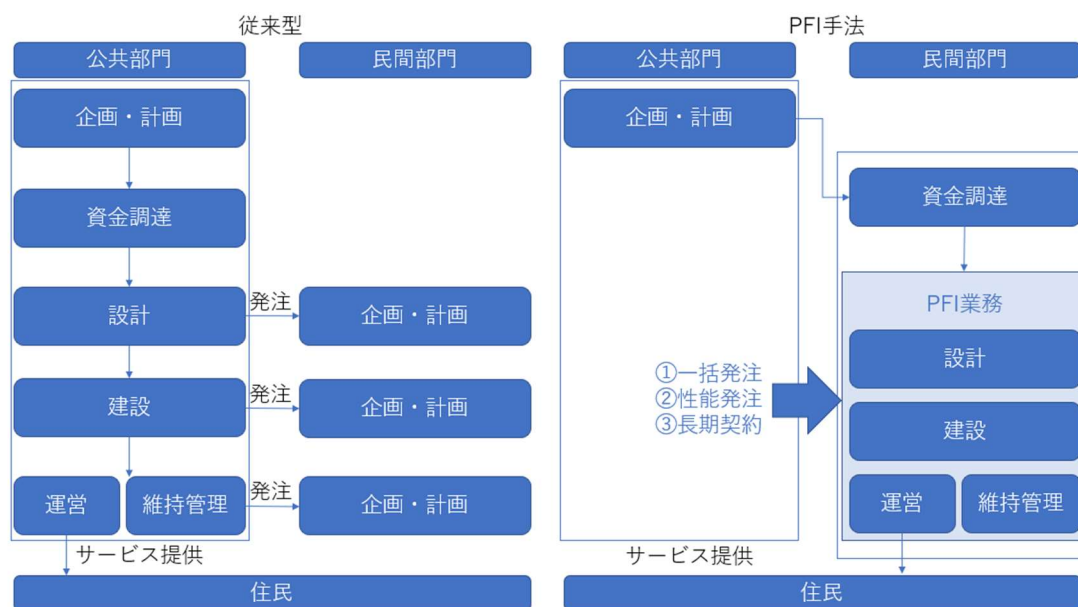 従来型
公共部門
民間部門
企画・計画
資金調達
設計
発注
企画・計画
建設
発注
企画・計画
運営
維持管理
発注
企画・計画
サービス提供
住民
PFI手法
公共部門
民間部門
企画・計画
資金調達
PFI業務
①一括発注
②性能発注
③長期契約
設計
建設
運営
維持管理
サービス提供
住民